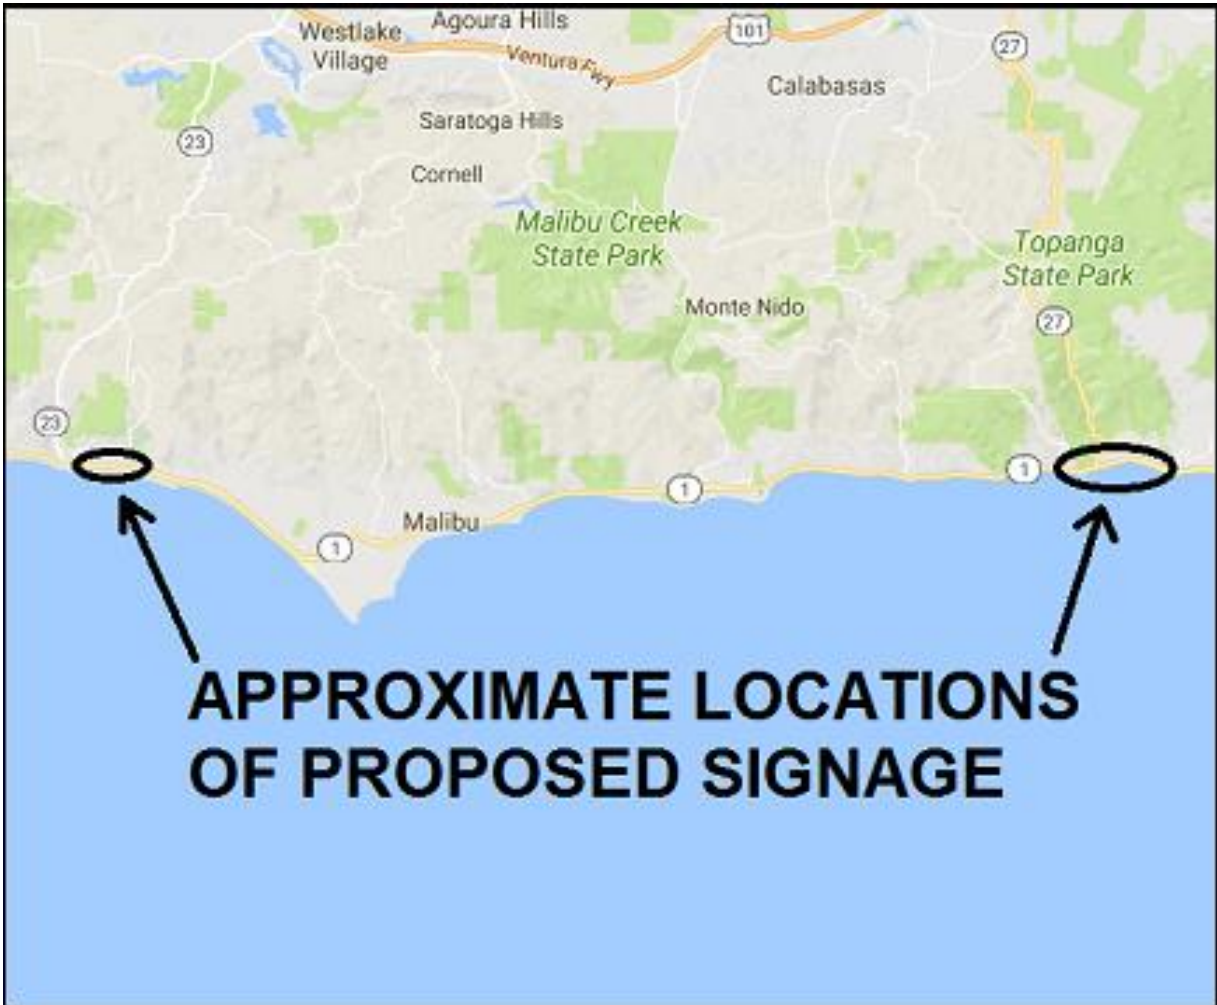 Westlake
Village
Agoura Hills
101
27
Ventura Fwy
Calabasas
23
Saratoga Hills
Cornell
Malibu Creek
State Park
Topanga
State Park
Monte Nido
27
23
1
1
Malibu
1
APPROXIMATE LOCATIONS
OF PROPOSED SIGNAGE